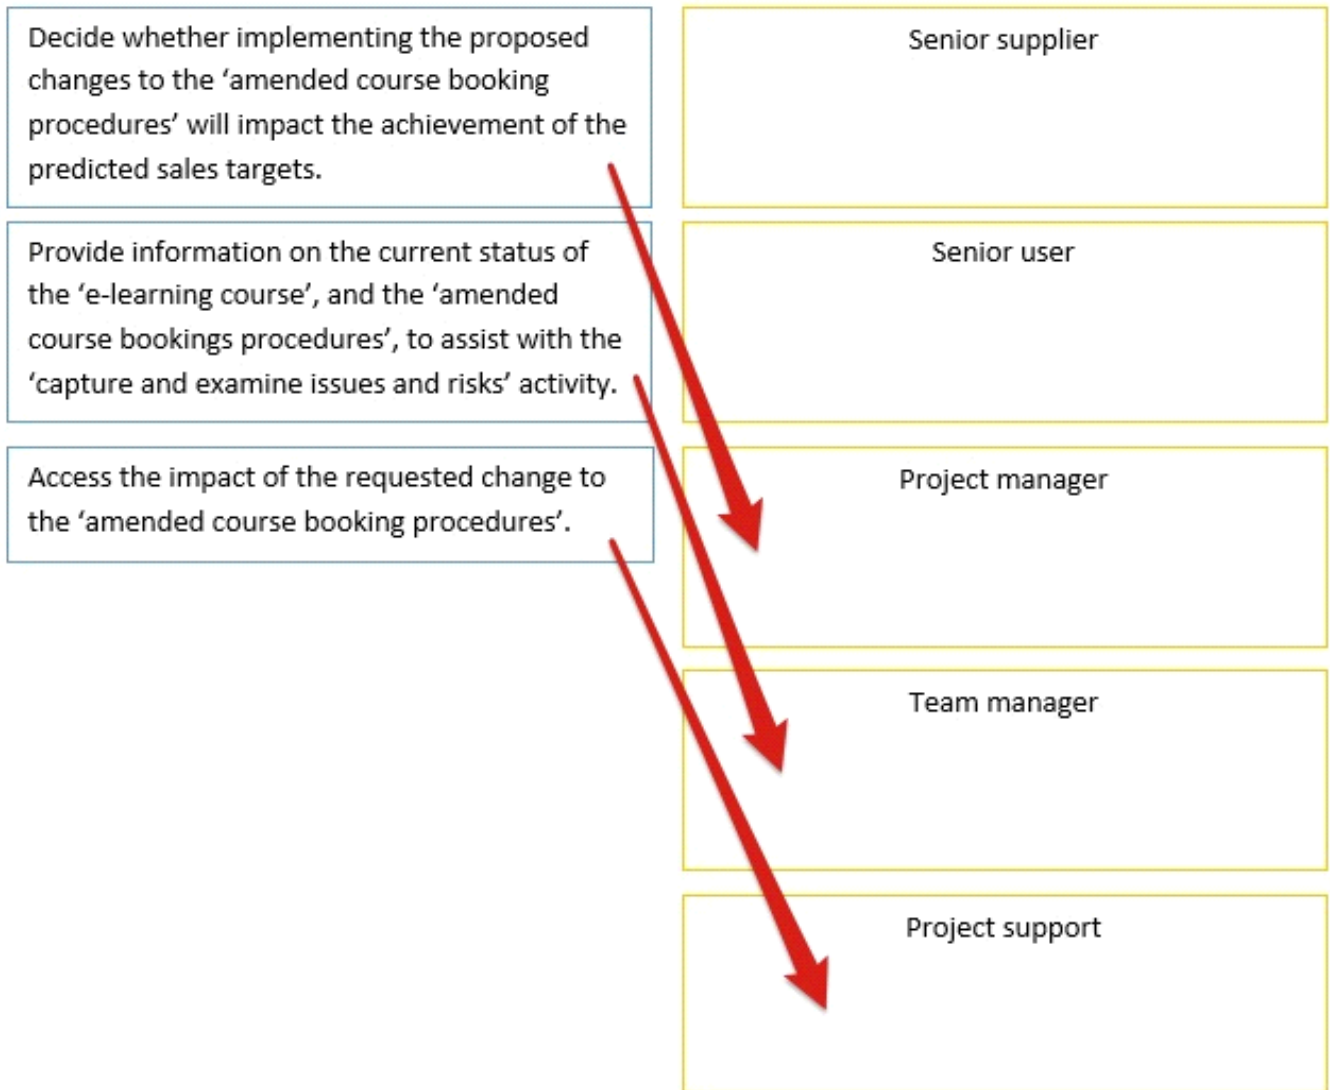 Decide whether implementing the proposed
changes to the ‘amended course booking
procedures’ will impact the achievement of the
predicted sales targets.
Provide information on the current status of
the ‘e-learning course’, and the ‘amended
course bookings procedures’, to assist with the
‘capture and examine issues and risks’ activity.
Access the impact of the requested change to
the ‘amended course booking procedures’.
Senior supplier
Senior user
Project manager
Team manager
Project support